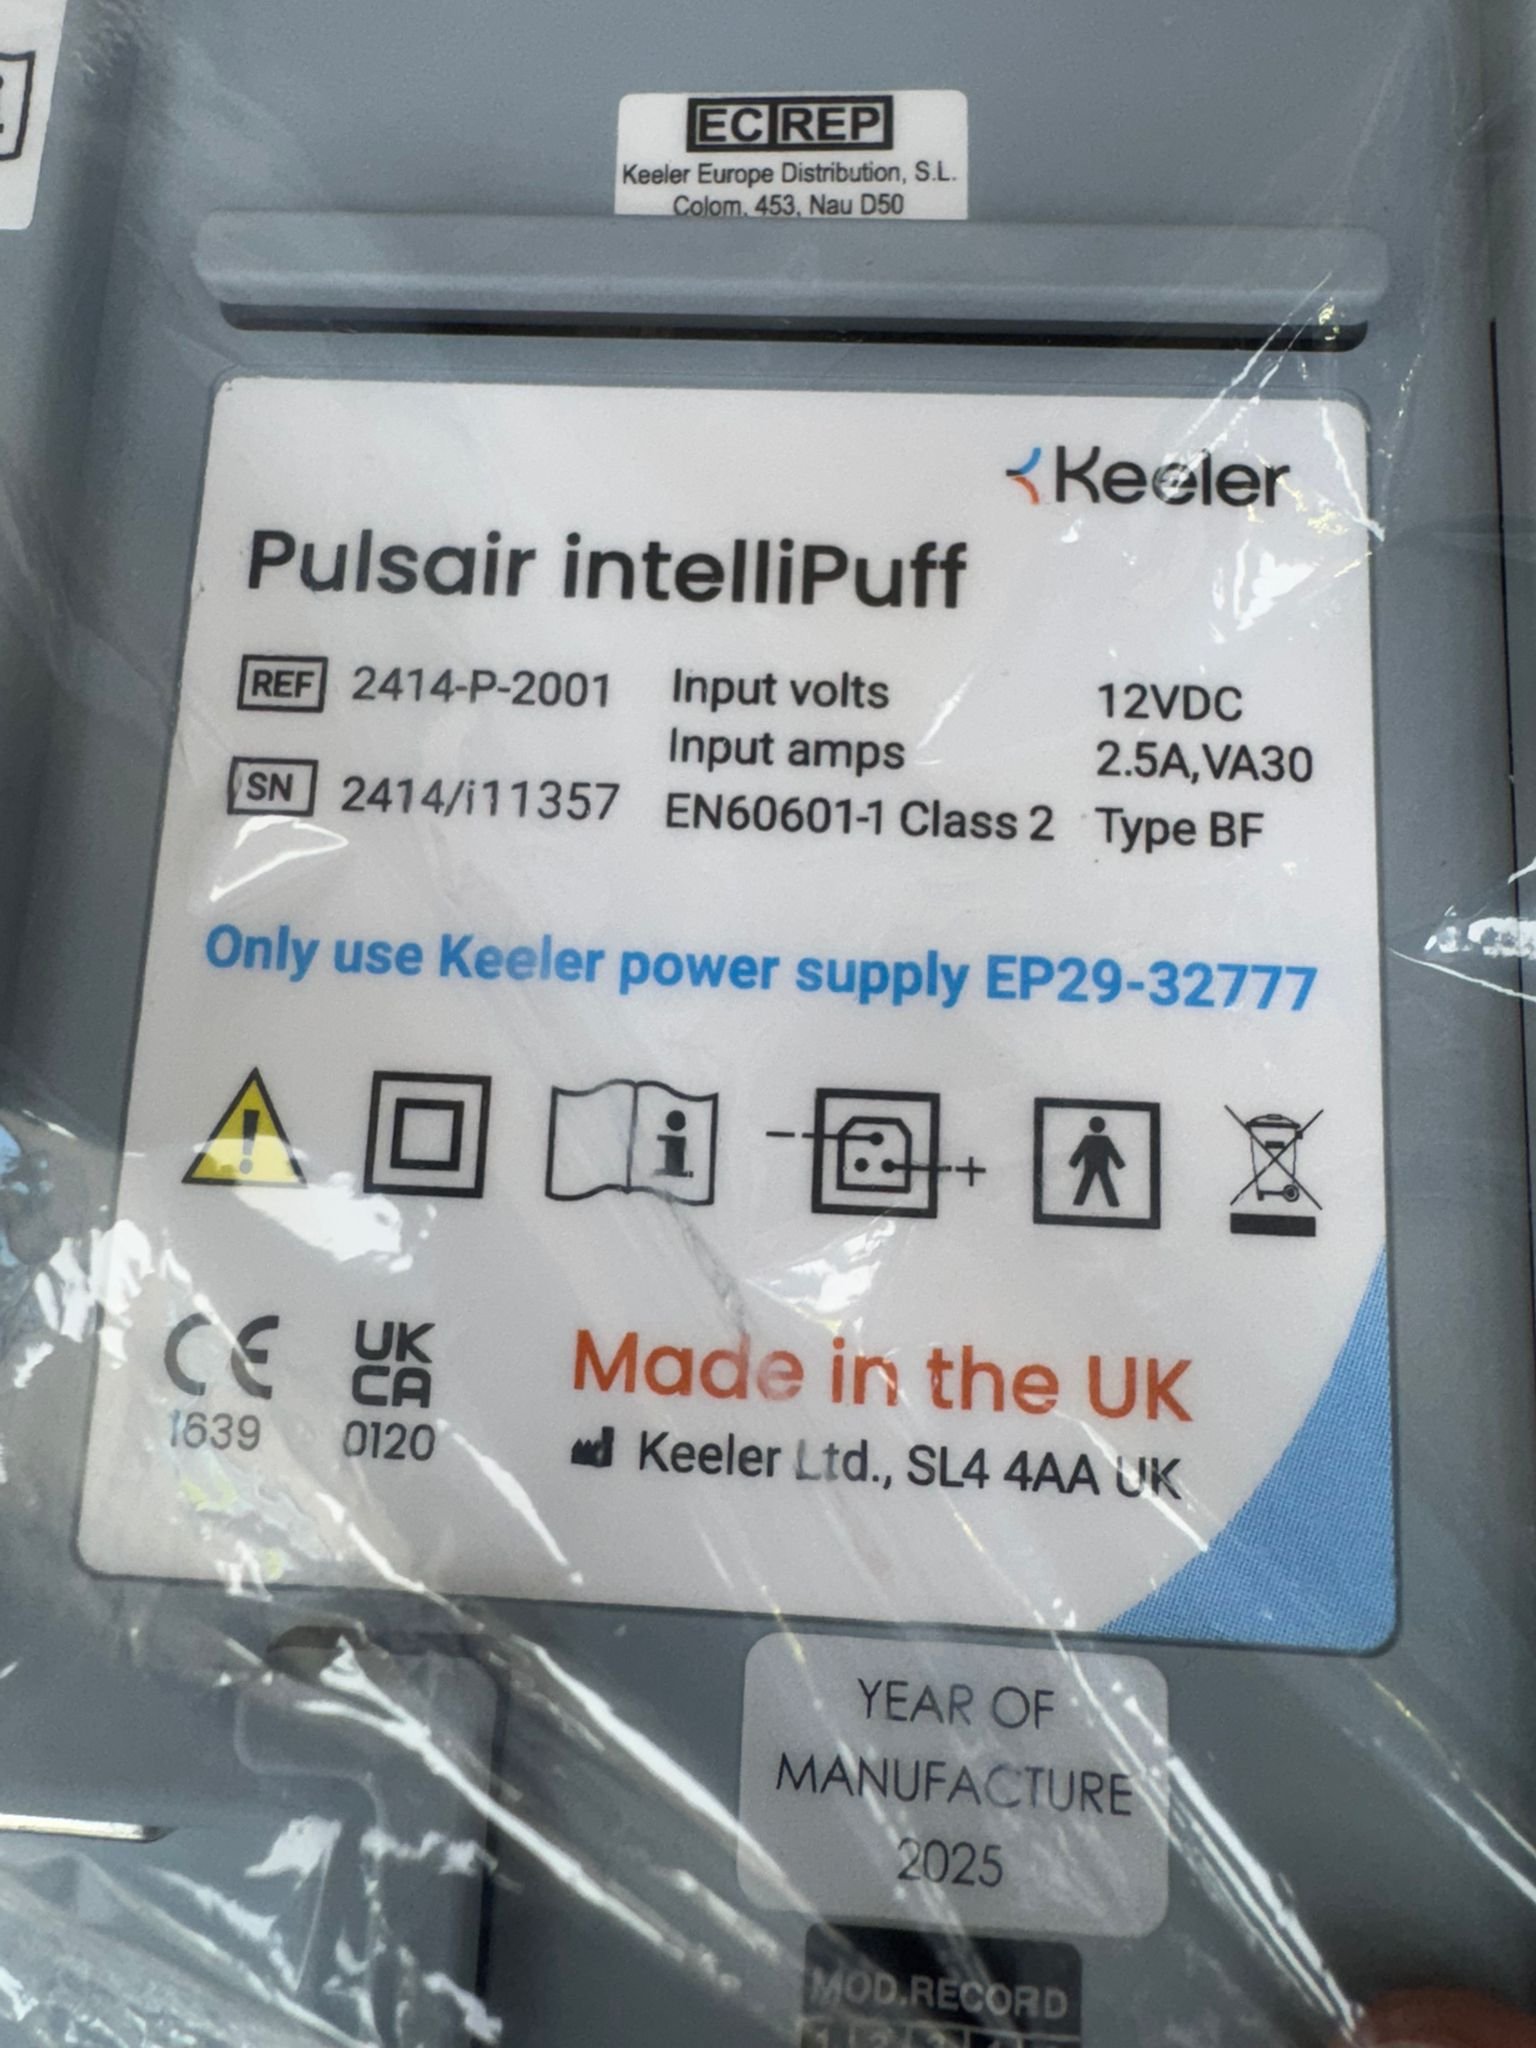 EC REP
Keeler Europe Distribution, S.L.
Colom, 453, Nau D50
Keeler
Pulsair intelliPuff
REF 2414-P-2001 Input volts 12VDC
Input amps 2.5A,VA30
SN 2414/i11357 EN60601-1 Class 2 Type BF
Only use Keeler power supply EP29-32777
CE UK
CA
1639 0120
Made in the UK
Keeler Ltd., SL4 4AA UK
YEAR OF
MANUFACTURE
2025
MOD.RECORD